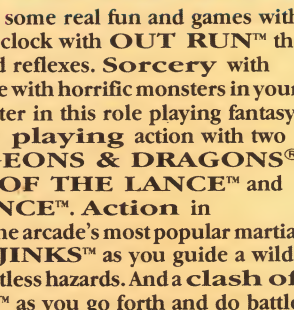 some real fun and games with
clock with OUT RUN™ th
d reflexes. Sorcery with
e with horrific monsters in your
ter in this role playing fantasy
playing action with two
EONS & DRAGONS®
OF THE LANCE™ and
NCE™. Action in
ne arcade's most popular martia
JINKS™ as you guide a wild
tless hazards. And a clash of
™ as you go forth and do battle